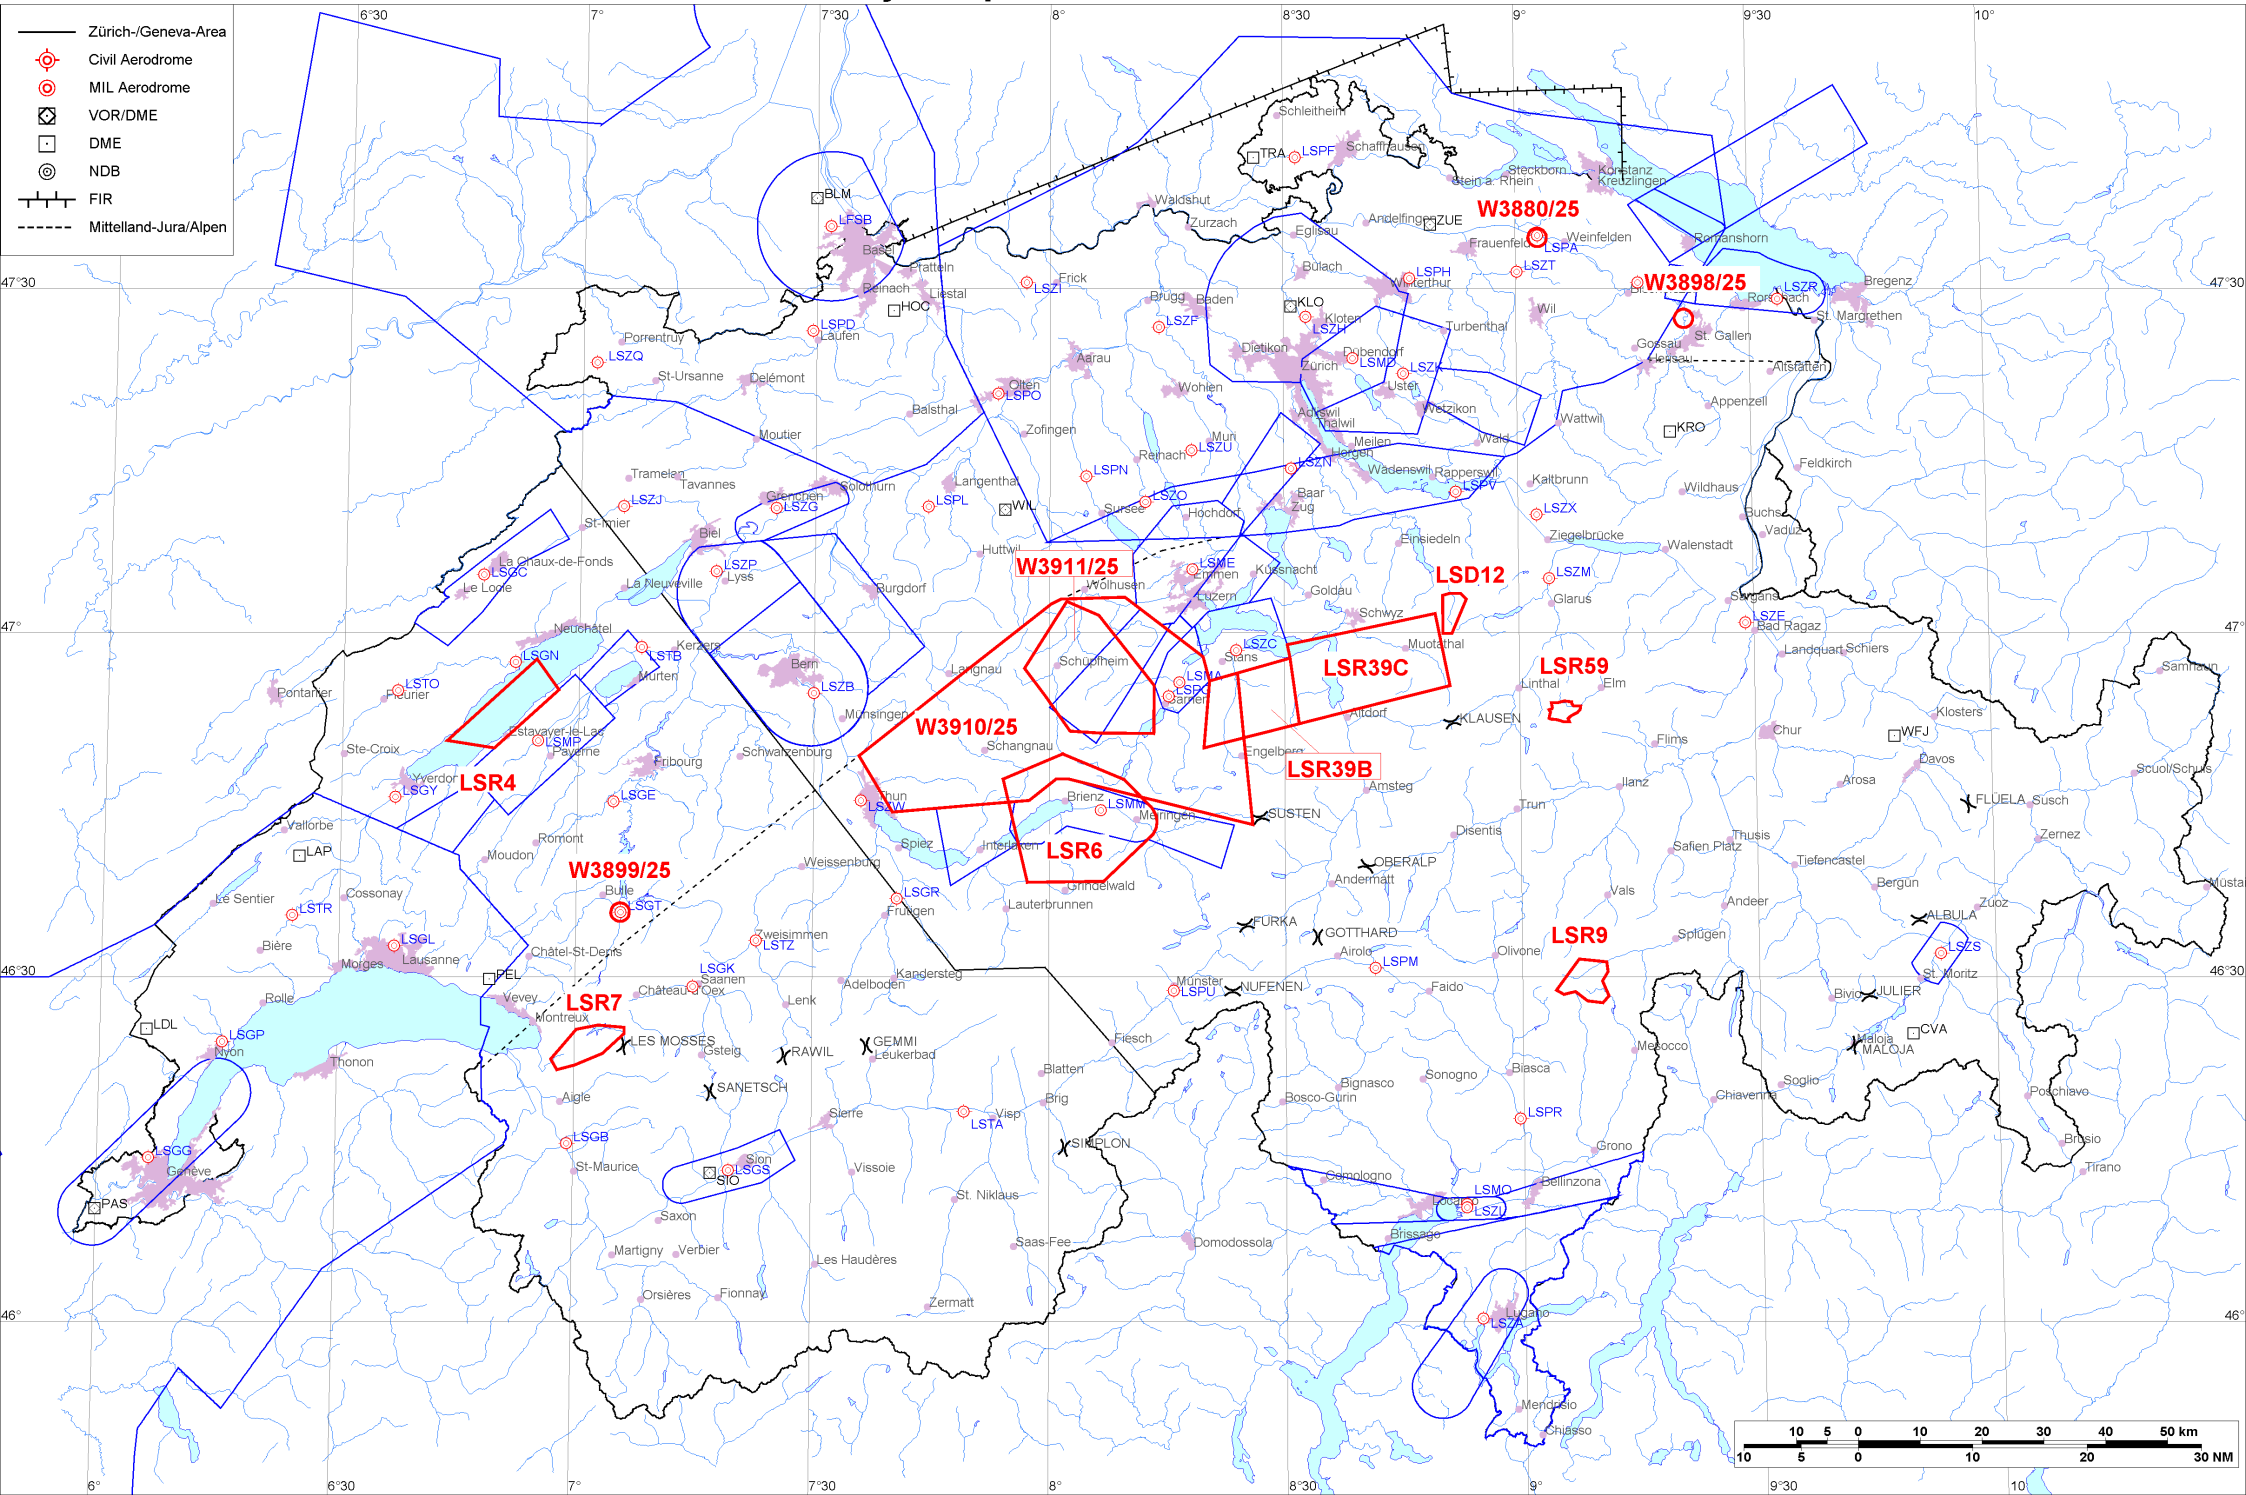 6°30
7°
7°30
8°
8°30
9°
9°30
10°
Zürich-/Geneva-Area
Civil Aerodrome
MIL Aerodrome
VOR/DME
DME
NDB
FIR
Mittelland-Jura/Alpen
Schleitheim
TRA
LSPF
Schaffhausen
Steckborn
Konstanz
Stein a. Rhein
Kreuzlingen
BLM
LFSB
Waldshut
Zurzach
Eglisau
Andelfingen
ZUE
W3880/25
LSPA
Weinfelden
Romanshorn
Frauenfeld
Basel
Pratteln
Reinach
Liestal
HOC
LSZI
Frick
Bülach
LSPH
Winterthur
LSZT
W3898/25
LSZR
Rorschach
Bregenz
47°30
47°30
Brugg
Baden
KLO
Kloten
LSZH
LSZF
Turbenthal
Wil
St. Margrethen
St. Gallen
Gossau
Herisau
LSPD
Laufen
Porrentruy
LSZQ
St-Ursanne
Delémont
Aarau
Dietikon
Dübendorf
LSMD
Zürich
LSZK
Uster
Wetzikon
Altstätten
Appenzell
Olten
LSPO
Wohlen
Balsthal
Zofingen
Adliswil
Thalwil
Wattwil
KRO
Moutier
Muri
LSZU
Meilen
Horgen
Wald
Reinach
LSZN
Wädenswil
Rapperswil
LSPV
Kaltbrunn
Feldkirch
Wildhaus
Tramelan
Tavannes
LSPN
Langenthal
Solothurn
Grenchen
LSZG
LSZJ
LSPL
WIL
LSZO
Sursee
Hochdorf
Baar
Zug
LSZX
Buchs
Vaduz
St-Imier
Biel
Huttwil
Einsiedeln
Ziegelbrücke
Walenstadt
La Chaux-de-Fonds
LSGC
Le Locle
LSZP
Lyss
La Neuveville
W3911/25
LSME
Emmen
Küssnacht
LSD12
LSZM
Burgdorf
Wolhusen
Luzern
Goldau
Schwyz
Glarus
Sargans
LSZE
Bad Ragaz
47°
47°
Neuchâtel
Kerzers
LSTB
Murten
LSGN
Bern
LSZB
Langnau
Schüpfheim
LSZC
Stans
Muotathal
LSR39C
LSR59
Landquart
Schiers
Samnaun
Pontarlier
LSTO
Fleurier
LSMA
LSPG
Sarnen
Linthal
Elm
Altdorf
KLAUSEN
Klosters
WFJ
Chur
Flims
Davos
Ste-Croix
Estavayer-le-Lac
LSMP
Payerne
Münsingen
W3910/25
Schwarzenburg
Schangnau
Engelberg
LSR39B
Amsteg
Fribourg
Yverdon
LSGY
LSR4
LSGE
Thun
LSZW
Brienz
LSMM
Meiringen
SUSTEN
Trun
Ilanz
Arosa
Scuol/Schuls
FLÜELA
Susch
Vallorbe
LAP
Romont
Moudon
Weissenburg
Spiez
Interlaken
LSR6
Disentis
OBERALP
Andermatt
Safien Platz
Thusis
Tiefencastel
Zernez
W3899/25
Bulle
LSGT
Le Sentier
Cossonay
LSTR
LSGR
Frutigen
Grindelwald
Lauterbrunnen
FURKA
GOTTHARD
Airolo
Vals
Andeer
Bergün
Zuoz
ALBULA
Bière
LSGL
Lausanne
Morges
Châtel-St-Denis
Zweisimmen
LSTZ
LSPM
Olivone
LSR9
Splügen
LSZS
St. Moritz
46°30
46°30
PEL
Vevey
Rolle
LSGK
Saanen
Château-d'Oex
Kandersteg
Adelboden
Lenk
Münster
LSPU
NUFENEN
Faido
Bivio
JULIER
LDL
Montreux
LSR7
LES MOSSES
Gsteig
RAWIL
GEMMI
Leukerbad
Fiesch
Mesocco
CVA
Maloja
MALOJA
LSGP
Nyon
Thonon
Aigle
SANETSCH
Blatten
Brig
Bignasco
Sonogno
Biasca
Bosco-Gurin
Soglio
Chiavenna
Poschiavo
LSGB
Sierre
LSTA
Visp
SIMPLON
LSPR
Grono
Brusio
Tirano
LSGG
Genève
PAS
St-Maurice
Sion
LSGS
SIO
Vissoie
St. Niklaus
Comologno
LSMO
Locarno
LSZL
Bellinzona
Saxon
Martigny
Verbier
Les Haudères
Saas-Fee
Domodossola
Brissago
Orsières
Fionnay
Zermatt
Lugano
LSZA
46°
46°
Mendrisio
Chiasso
10 5 0 10 20 30 40 50 km
10 5 0 10 20 30 NM
6°
6°30
7°
7°30
8°
8°30
9°
9°30
10